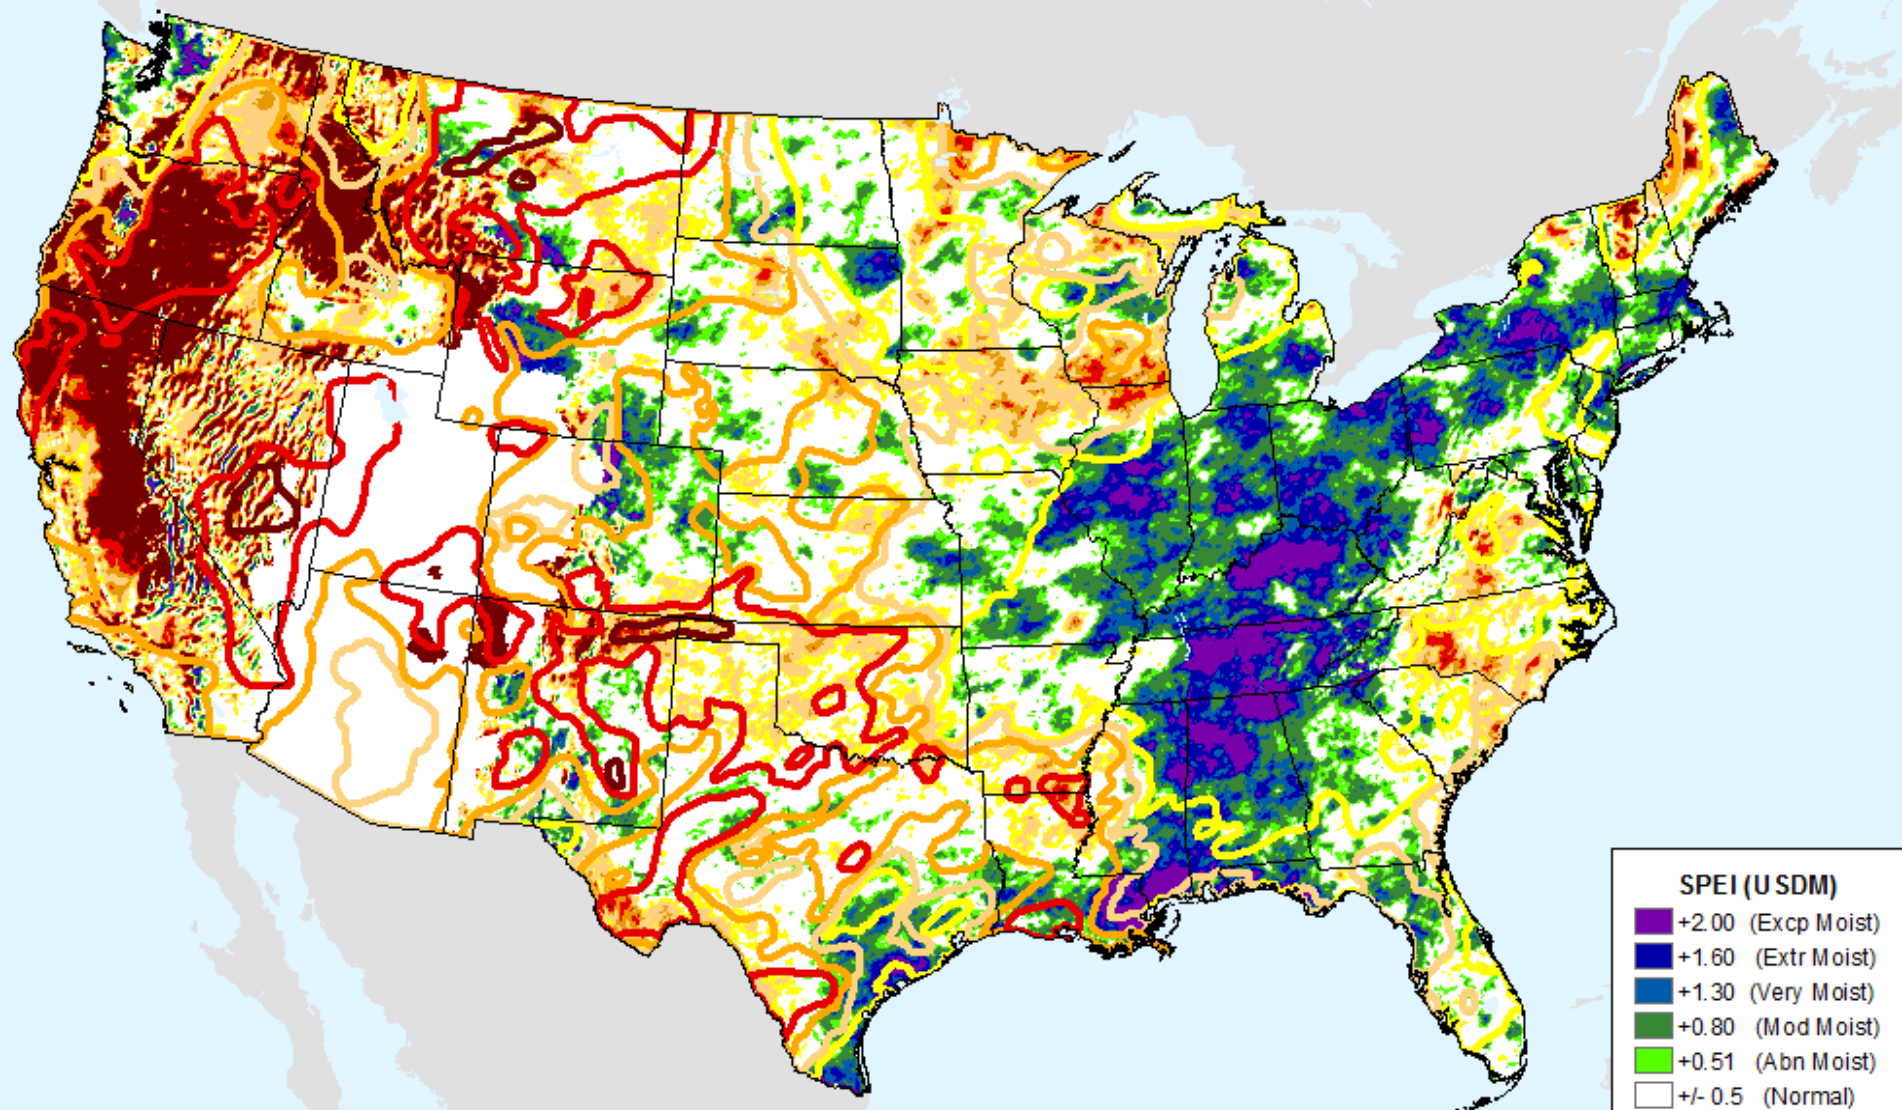 SPEI (USDM)
+2.00 (Excp Moist)
+1.60 (Extr Moist)
+1.30 (Very Moist)
+0.80 (Mod Moist)
+0.51 (Abn Moist)
+/- 0.5 (Normal)